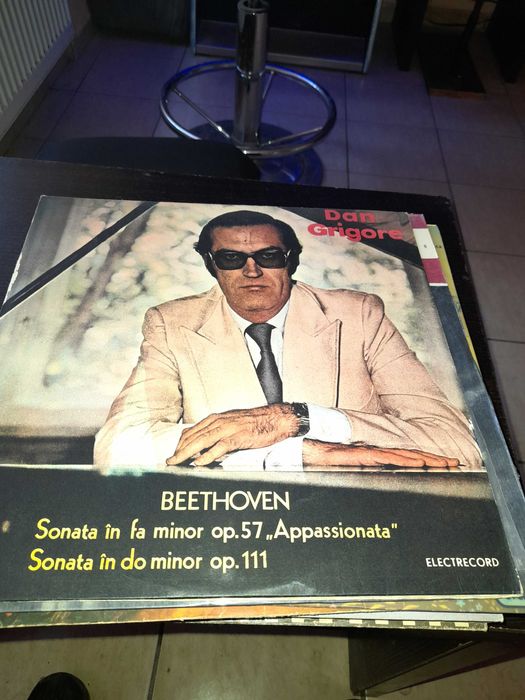 Dan
Grigore
BEETHOVEN
Sonata în fa minor op.57 „Appassionata"
Sonata în do minor op.111
ELECTRECORD